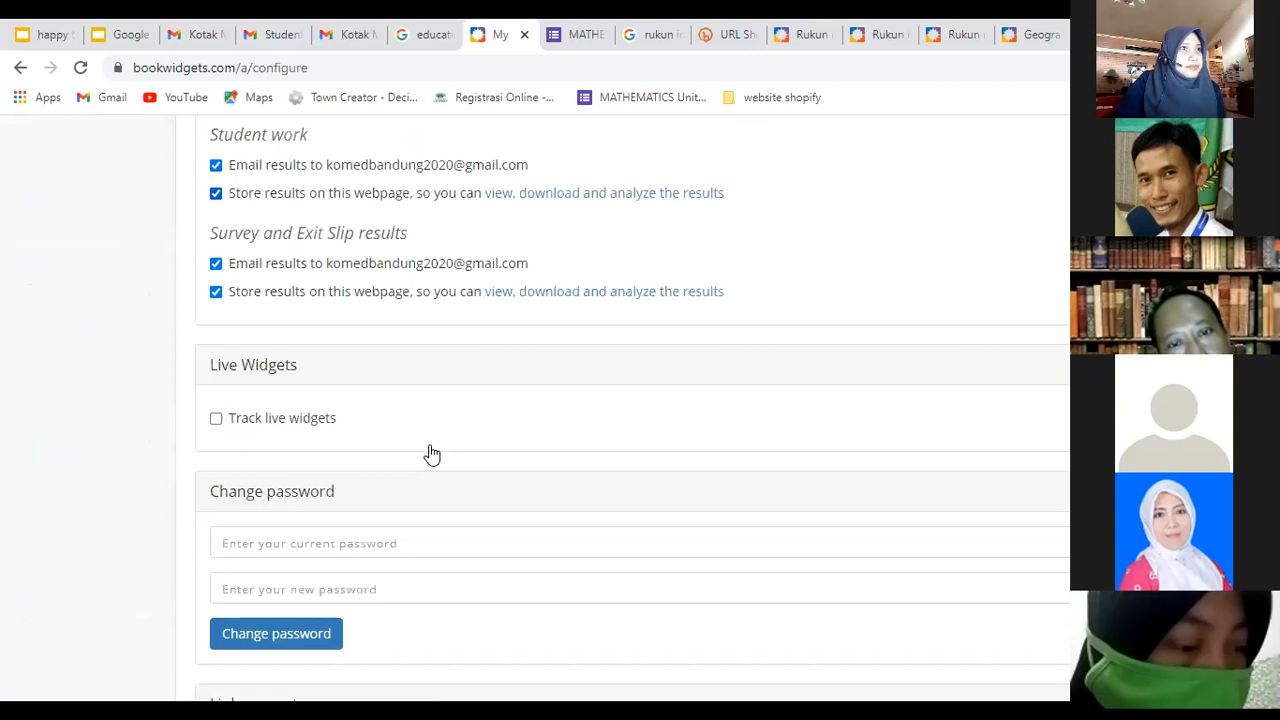 happy t
Google
Kotak M
Studen
Kotak M
educati
My
MATHE
rukun i
URL Sh
Rukun
Rukun
Rukun
Geogra
bookwidgets.com/a/configure
Apps
Gmail
YouTube
Maps
Town Creator - Deci...
Registrasi Online -...
MATHEMATICS Unit...
website shopify
Student work
Email results to komedbandung2020@gmail.com
Store results on this webpage, so you can view, download and analyze the results
Survey and Exit Slip results
Email results to komedbandung2020@gmail.com
Store results on this webpage, so you can view, download and analyze the results
Live Widgets
Track live widgets
Change password
Enter your current password
Enter your new password
Change password